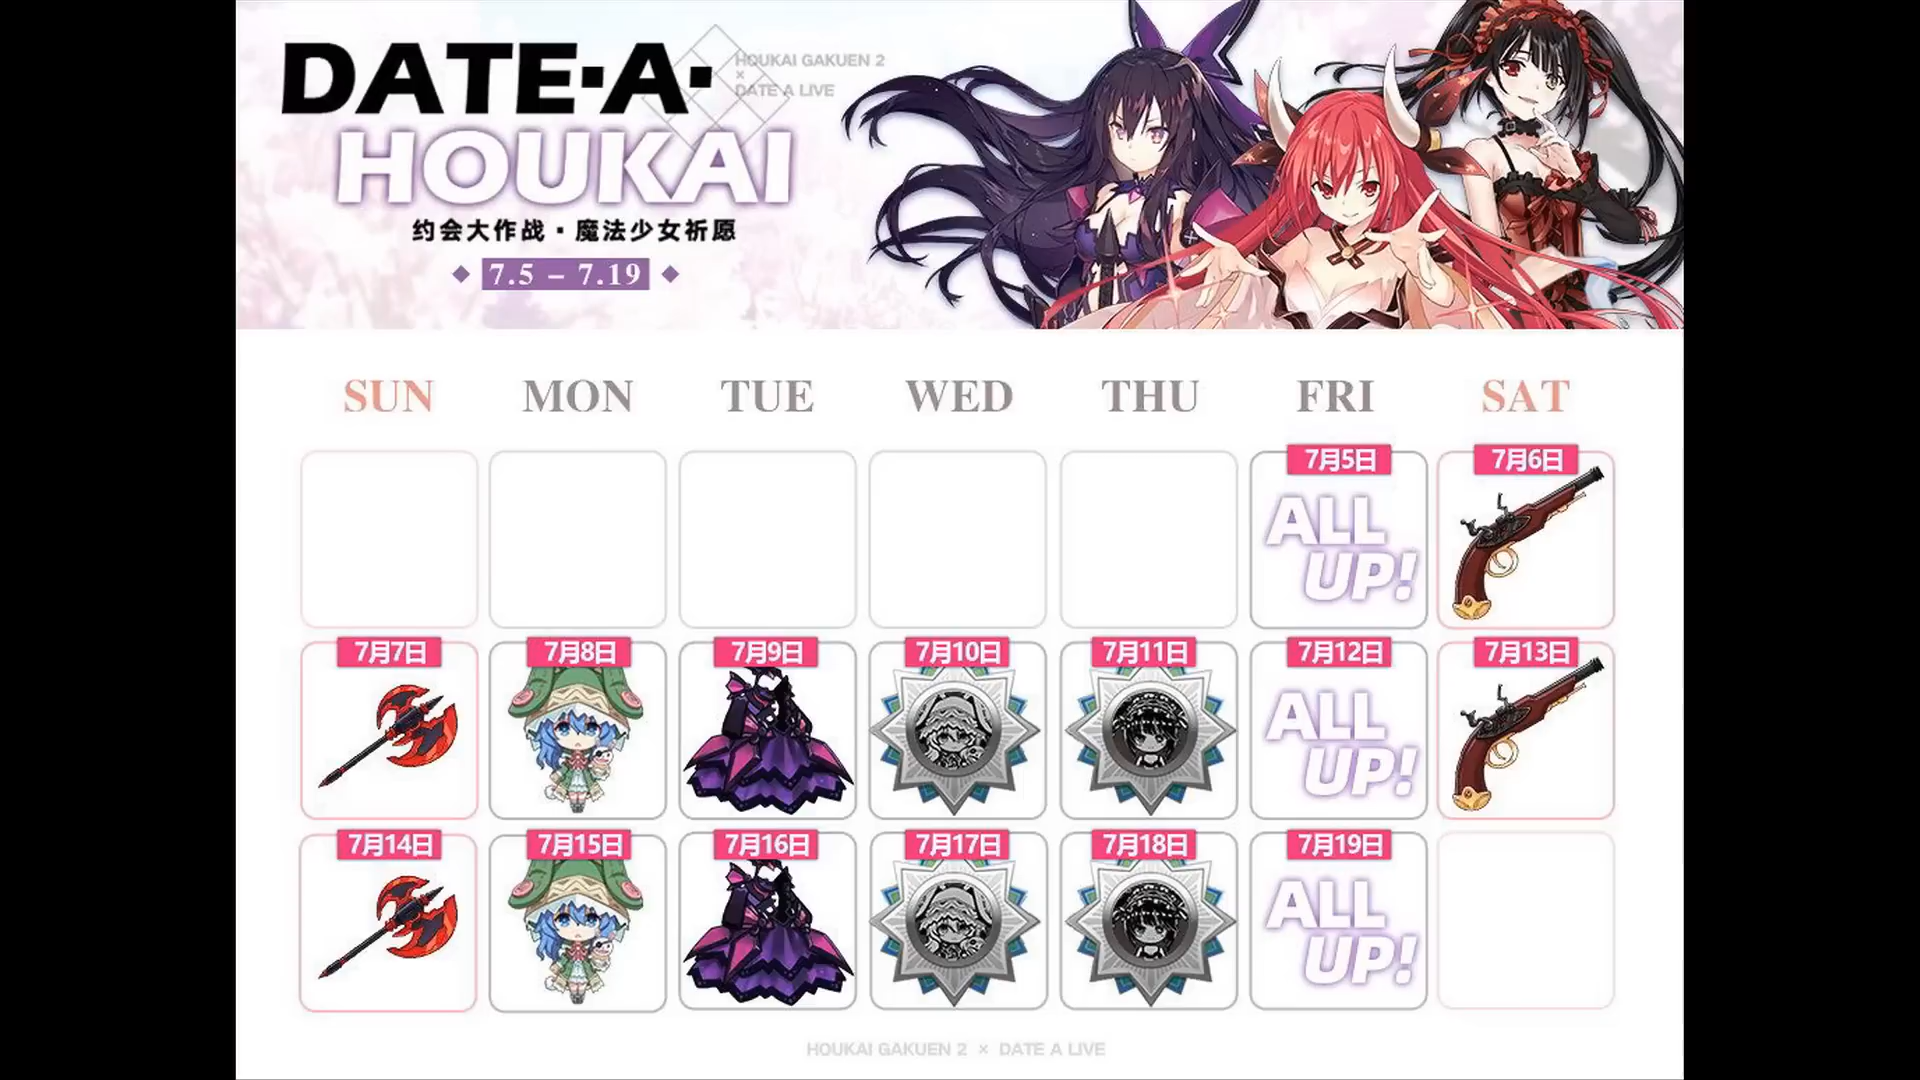 DATE·A·
HOUKAI GAKUEN 2
×
DATE A LIVE
HOUKAI
约会大作战·魔法少女祈愿
7.5 – 7.19
SUN MON TUE WED THU FRI SAT
7月5日 7月6日
ALL
UP!
7月7日 7月8日 7月9日 7月10日 7月11日 7月12日 7月13日
ALL
UP!
7月14日 7月15日 7月16日 7月17日 7月18日 7月19日
ALL
UP!
HOUKAI GAKUEN 2 × DATE A LIVE